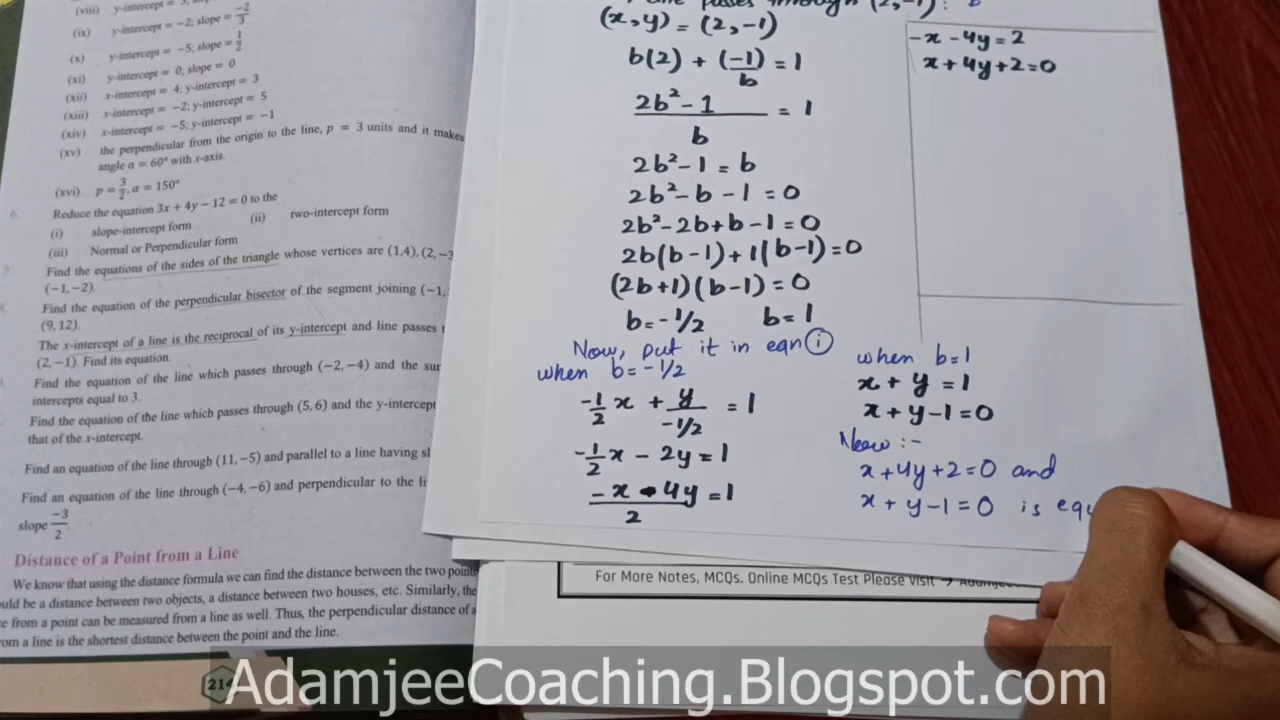 (viii) y-intercept = 3,
(ix) y-intercept = −2; slope = −2/3
(x) y-intercept = −5; slope = 1/2
(xi) y-intercept = 0; slope = 0
(xii) x-intercept = 4; y-intercept = 3
(xiii) x-intercept = −2; y-intercept = 5
(xiv) x-intercept = −5; y-intercept = −1
(xv) the perpendicular from the origin to the line, p = 3 units and it makes
angle α = 60° with x-axis.
(xvi) p = 3/2, α = 150°
6. Reduce the equation 3x + 4y − 12 = 0 to the
(i) slope-intercept form (ii) two-intercept form
(iii) Normal or Perpendicular form
7. Find the equations of the sides of the triangle whose vertices are (1,4), (2, −3
(−1, −2).
8. Find the equation of the perpendicular bisector of the segment joining (−1,
(9, 12).
The x-intercept of a line is the reciprocal of its y-intercept and line passes
(2, −1). Find its equation.
Find the equation of the line which passes through (−2, −4) and the
intercepts equal to 3.
Find the equation of the line which passes through (5, 6) and the y-intercept
that of the x-intercept.
Find an equation of the line through (11, −5) and parallel to a line having
Find an equation of the line through (−4, −6) and perpendicular to the
slope −3/2.
Distance of a Point from a Line
We know that using the distance formula we can find the distance between the two points
uld be a distance between two objects, a distance between two houses, etc. Similarly, the
e from a point can be measured from a line as well. Thus, the perpendicular distance of a
rom a line is the shortest distance between the point and the line.
214
Line passes through (2, −1).
(x, y) = (2, −1)
b(2) + (−1)/b = 1
2b² − 1 / b = 1
2b² − 1 = b
2b² − b − 1 = 0
2b² − 2b + b − 1 = 0
2b(b − 1) + 1(b − 1) = 0
(2b + 1)(b − 1) = 0
b = −1/2 b = 1
Now, put it in eqn (i)
when b = −1/2
−1/2 x + y/−1/2 = 1
−1/2 x − 2y = 1
−x − 4y / 2 = 1
−x − 4y = 2
x + 4y + 2 = 0
when b = 1
x + y = 1
x + y − 1 = 0
Now :-
x + 4y + 2 = 0 and
x + y − 1 = 0 is equ
For More Notes, MCQs, Online MCQs Test Please visit →
AdamjeeCoaching.Blogspot.com